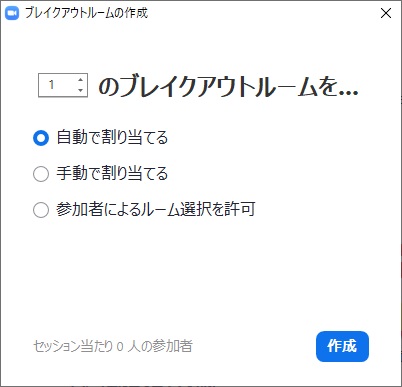 ブレイクアウトルームの作成
1 のブレイクアウトルームを...
自動で割り当てる
手動で割り当てる
参加者によるルーム選択を許可
セッション当たり 0 人の参加者
作成